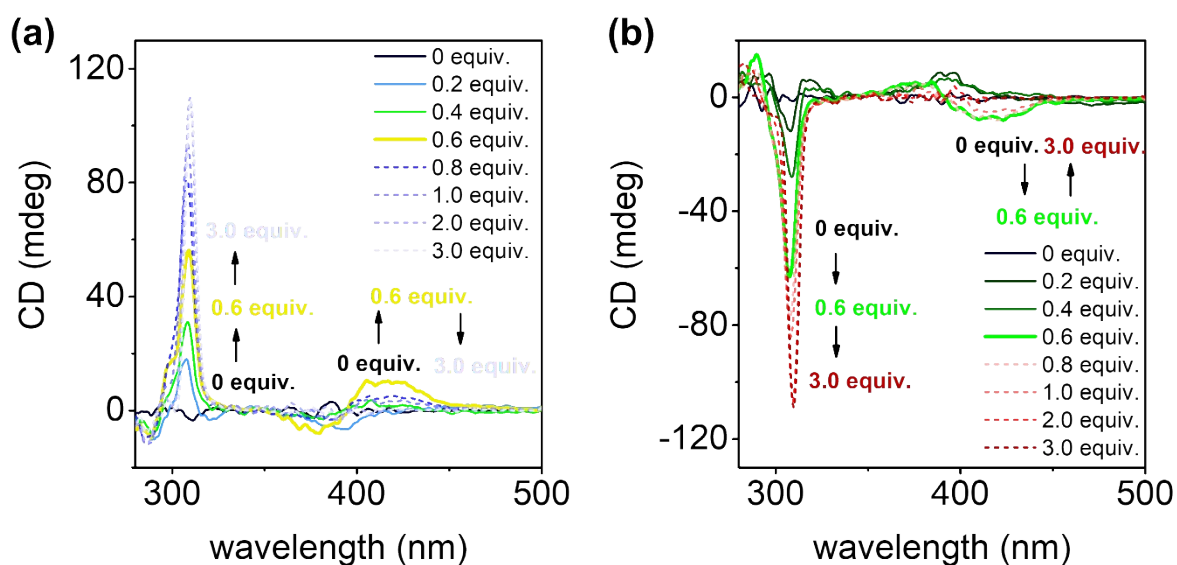 (a)
120
80
40
0
CD (mdeg)
0 equiv.
0.2 equiv.
0.4 equiv.
0.6 equiv.
0.8 equiv.
1.0 equiv.
2.0 equiv.
3.0 equiv.
3.0 equiv.
0.6 equiv.
0 equiv.
0.6 equiv.
0 equiv.
3.0 equiv.
300 400 500
wavelength (nm)
(b)
0
-40
-80
-120
CD (mdeg)
0 equiv. 3.0 equiv.
0.6 equiv.
0 equiv.
0.6 equiv.
3.0 equiv.
0 equiv.
0.2 equiv.
0.4 equiv.
0.6 equiv.
0.8 equiv.
1.0 equiv.
2.0 equiv.
3.0 equiv.
300 400 500
wavelength (nm)